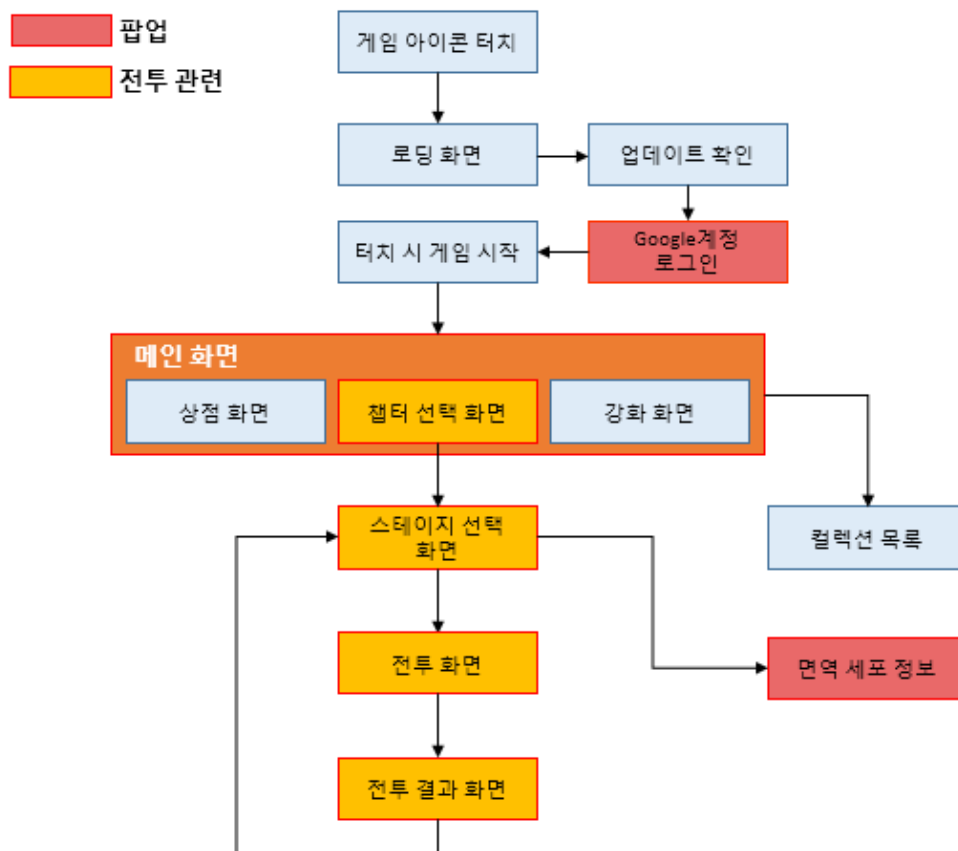 팝업
전투 관련
게임 아이콘 터치
로딩 화면
업데이트 확인
터치 시 게임 시작
Google계정
로그인
메인 화면
상점 화면
챕터 선택 화면
강화 화면
스테이지 선택
화면
컬렉션 목록
전투 화면
면역 세포 정보
전투 결과 화면